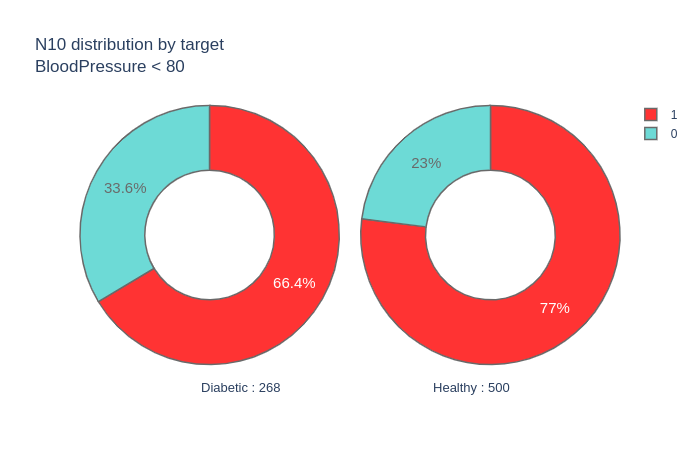 N10 distribution by target
BloodPressure < 80
1
0
33.6%
66.4%
23%
77%
Diabetic : 268
Healthy : 500